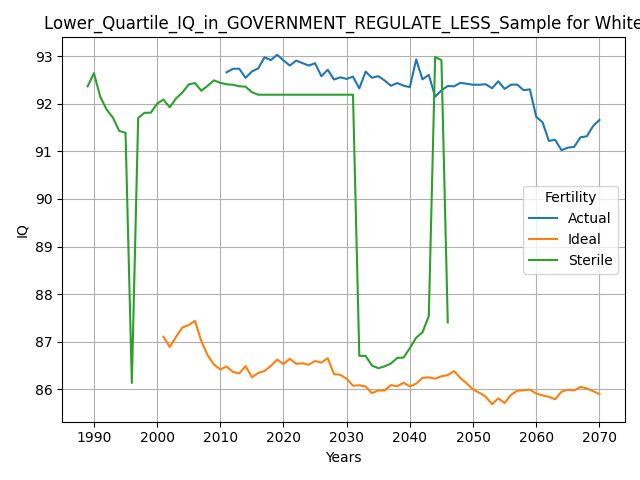 Lower_Quartile_IQ_in_GOVERNMENT_REGULATE_LESS_Sample for White
93
92
91
90
89
88
87
86
IQ
Fertility
Actual
Ideal
Sterile
1990 2000 2010 2020 2030 2040 2050 2060 2070
Years